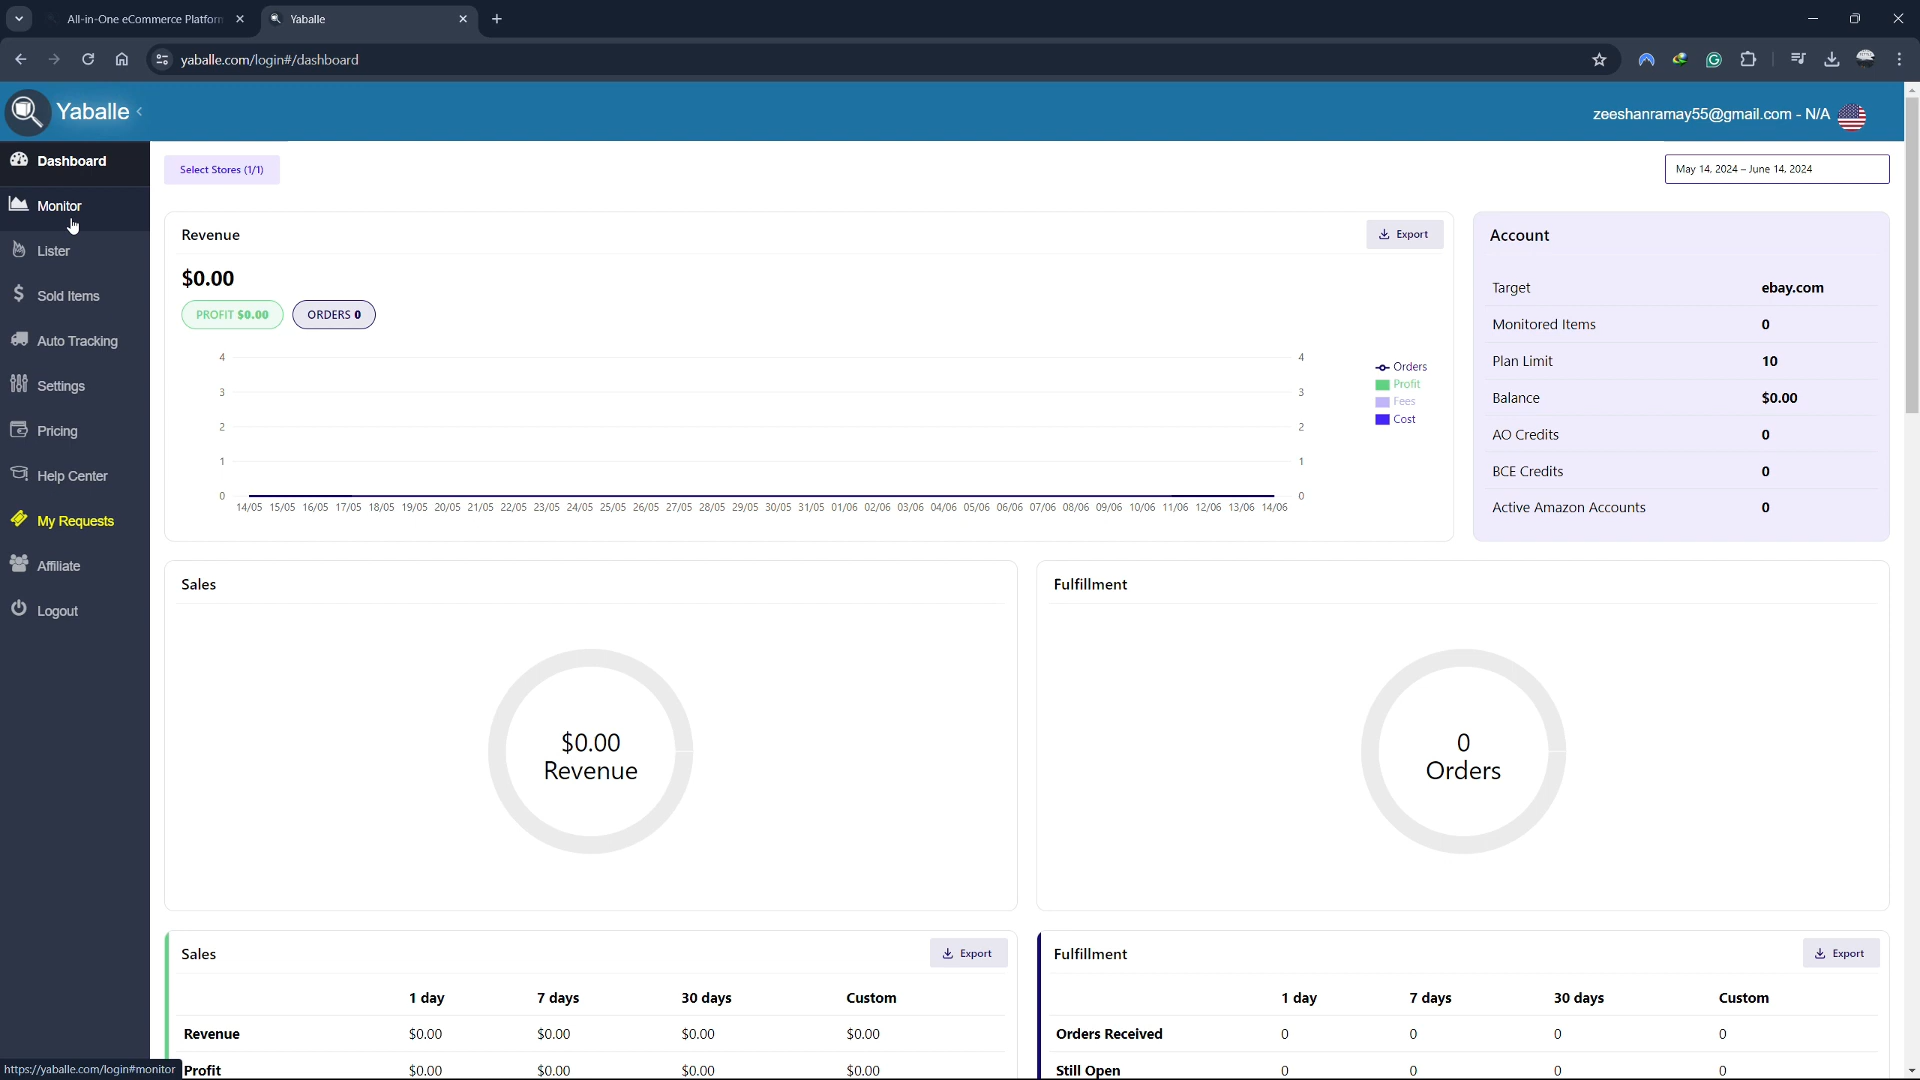 All-in-One eCommerce Platform
Yaballe
yaballe.com/login#/dashboard
Yaballe
zeeshanramay55@gmail.com - N/A
Dashboard
Monitor
Lister
Sold Items
Auto Tracking
Settings
Pricing
Help Center
My Requests
Affiliate
Logout
Select Stores (1/1)
May 14, 2024 – June 14, 2024
Revenue
Export
$0.00
PROFIT $0.00
ORDERS 0
4 4
3 3
2 2
1 1
0 0
14/05 15/05 16/05 17/05 18/05 19/05 20/05 21/05 22/05 23/05 24/05 25/05 26/05 27/05 28/05 29/05 30/05 31/05 01/06 02/06 03/06 04/06 05/06 06/06 07/06 08/06 09/06 10/06 11/06 12/06 13/06 14/06
Orders
Profit
Fees
Cost
Account
Target ebay.com
Monitored Items 0
Plan Limit 10
Balance $0.00
AO Credits 0
BCE Credits 0
Active Amazon Accounts 0
Sales
$0.00
Revenue
Fulfillment
0
Orders
Sales
Export
1 day 7 days 30 days Custom
Revenue $0.00 $0.00 $0.00 $0.00
Profit $0.00 $0.00 $0.00 $0.00
Fulfillment
Export
1 day 7 days 30 days Custom
Orders Received 0 0 0 0
Still Open 0 0 0 0
https://yaballe.com/login#monitor